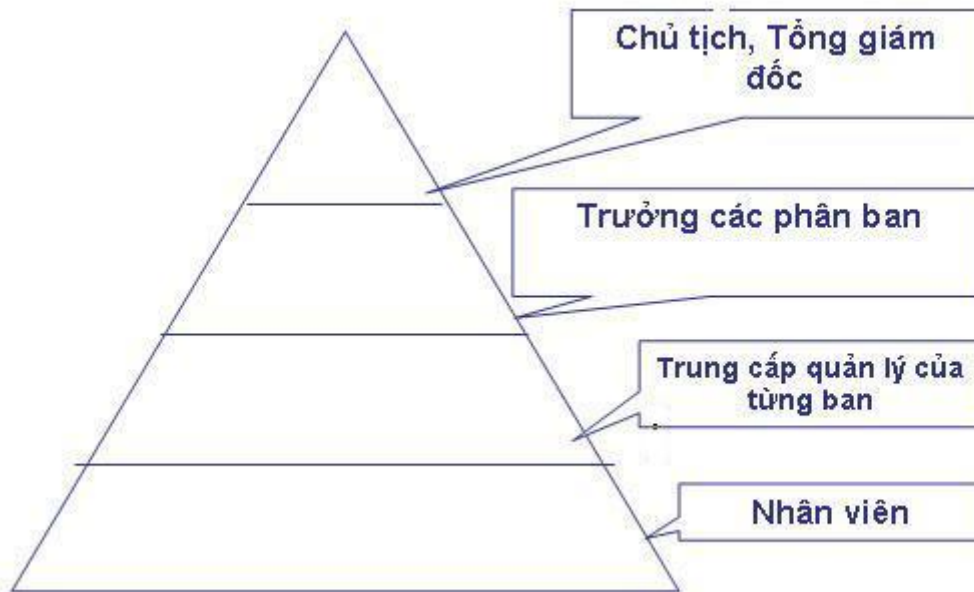 Chủ tịch, Tổng giám
đốc
Trưởng các phân ban
Trung cấp quản lý của
từng ban
Nhân viên